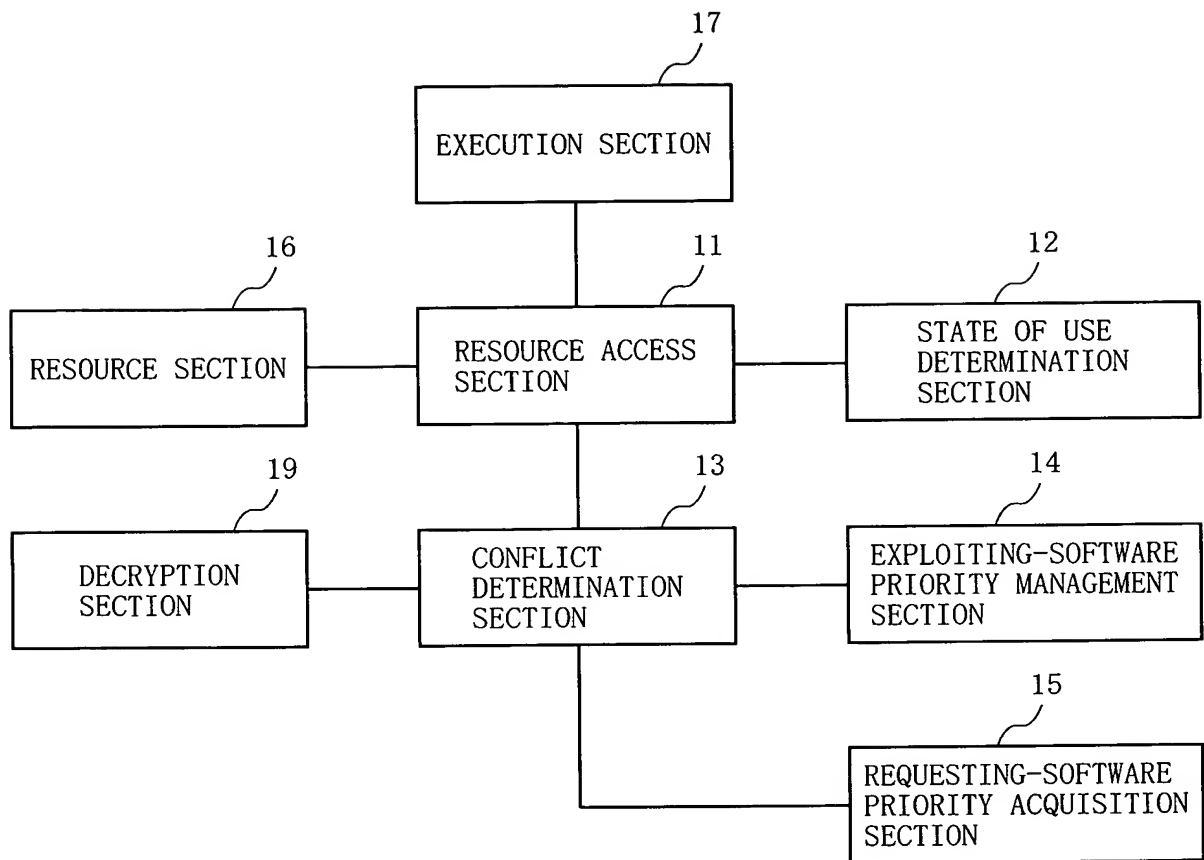 17
EXECUTION SECTION
16
11
12
RESOURCE SECTION
RESOURCE ACCESS
SECTION
STATE OF USE
DETERMINATION
SECTION
19
13
14
DECRYPTION
SECTION
CONFLICT
DETERMINATION
SECTION
EXPLOITING-SOFTWARE
PRIORITY MANAGEMENT
SECTION
15
REQUESTING-SOFTWARE
PRIORITY ACQUISITION
SECTION